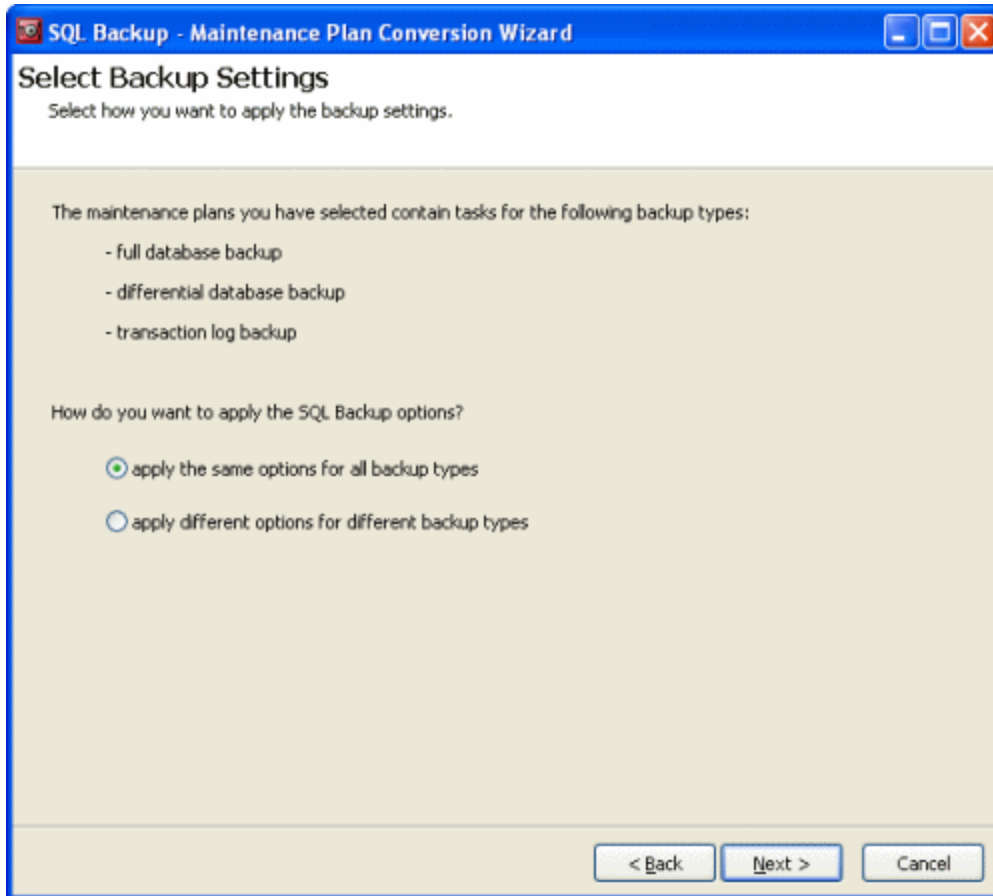 SQL Backup - Maintenance Plan Conversion Wizard
Select Backup Settings
Select how you want to apply the backup settings.
The maintenance plans you have selected contain tasks for the following backup types:
- full database backup
- differential database backup
- transaction log backup
How do you want to apply the SQL Backup options?
apply the same options for all backup types
apply different options for different backup types
< Back Next > Cancel